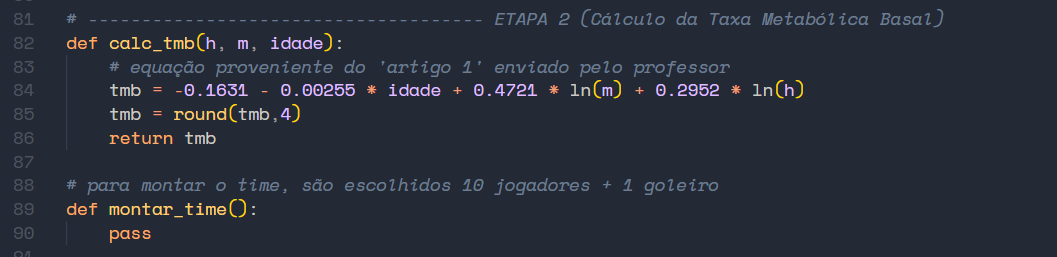 81 # ------------------------------------- ETAPA 2 (Cálculo da Taxa Metabólica Basal)
82 def calc_tmb(h, m, idade):
83 # equação proveniente do 'artigo 1' enviado pelo professor
84 tmb = -0.1631 - 0.00255 * idade + 0.4721 * ln(m) + 0.2952 * ln(h)
85 tmb = round(tmb,4)
86 return tmb
87
88 # para montar o time, são escolhidos 10 jogadores + 1 goleiro
89 def montar_time():
90 pass